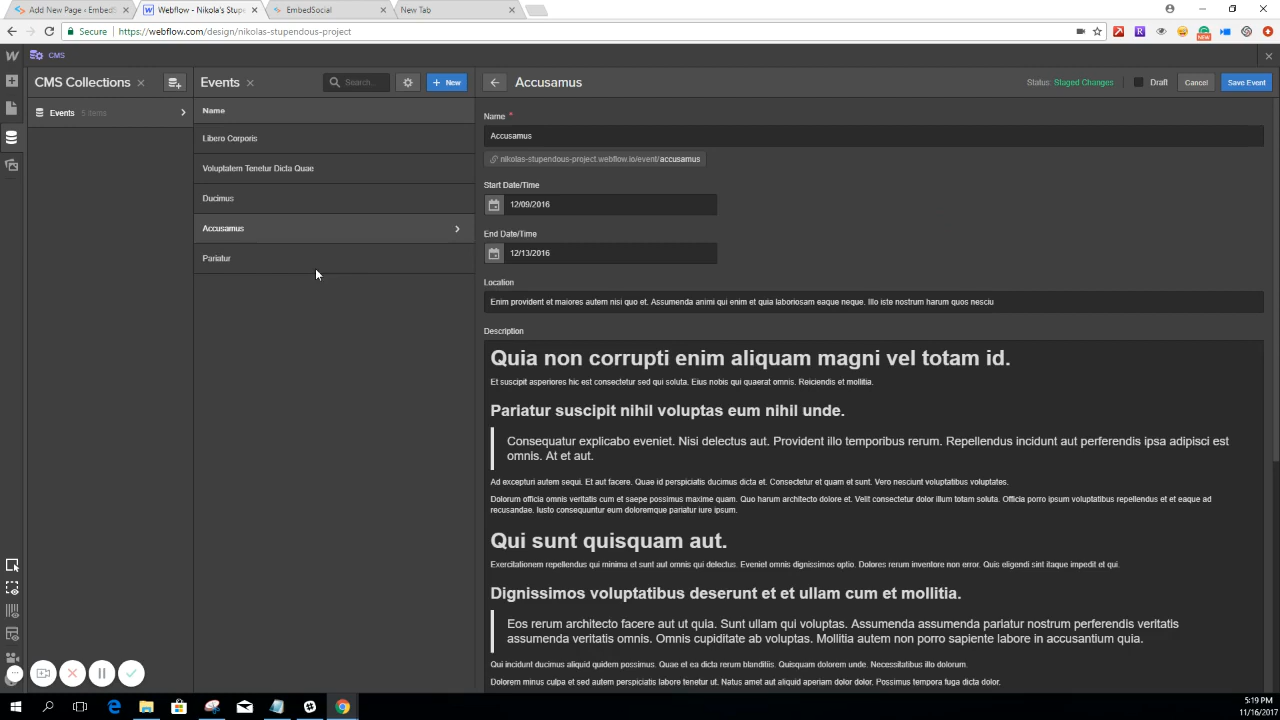 Add New Page ‹ EmbedS
Webflow - Nikola's Stupe
EmbedSocial
New Tab
Secure
https://webflow.com/design/nikolas-stupendous-project
CMS
CMS Collections
Events
Search...
New
Accusamus
Status: Staged Changes
Draft
Cancel
Save Event
Events 5 items
Name
Libero Corporis
Voluptatem Tenetur Dicta Quae
Ducimus
Accusamus
Pariatur
Name *
Accusamus
nikolas-stupendous-project.webflow.io/event/accusamus
Start Date/Time
12/09/2016
End Date/Time
12/13/2016
Location
Enim provident et maiores autem nisi quo et. Assumenda animi qui enim et quia laboriosam eaque neque. Illo iste nostrum harum quos nesciu
Description
Quia non corrupti enim aliquam magni vel totam id.
Et suscipit asperiores hic est consectetur sed qui soluta. Eius nobis qui quaerat omnis. Reiciendis et mollitia.
Pariatur suscipit nihil voluptas eum nihil unde.
Consequatur explicabo eveniet. Nisi delectus aut. Provident illo temporibus rerum. Repellendus incidunt aut perferendis ipsa adipisci est
omnis. At et aut.
Ad excepturi autem sequi. Et aut facere. Quae id perspiciatis ducimus dicta et. Consectetur et quam et sunt. Vero nesciunt voluptatibus voluptates.
Dolorum officia omnis veritatis cum et saepe possimus maxime quam. Quo harum architecto dolore et. Velit consectetur dolor illum totam soluta. Officia porro ipsum voluptatibus repellendus et et eaque ad
recusandae. Iusto consequuntur eum doloremque pariatur iure ipsum.
Qui sunt quisquam aut.
Exercitationem repellendus qui minima et sunt aut omnis qui delectus. Eveniet omnis dignissimos optio. Dolores rerum inventore non error. Quis eligendi sint itaque impedit et qui.
Dignissimos voluptatibus deserunt et et ullam cum et mollitia.
Eos rerum architecto facere aut ut quia. Sunt ullam qui voluptas. Assumenda assumenda pariatur nostrum perferendis veritatis
assumenda veritatis omnis. Omnis cupiditate ab voluptas. Mollitia autem non porro sapiente labore in accusantium quia.
Qui incidunt ducimus aliquid quidem possimus. Quae et ea dicta rerum blanditiis. Quisquam dolorem unde. Necessitatibus illo dolorum.
Dolorem minus culpa et sed autem perspiciatis labore tenetur ut. Natus amet aut aliquid aperiam dolor dolor. Possimus tempora fuga dicta dolor.
5:19 PM
11/16/2017